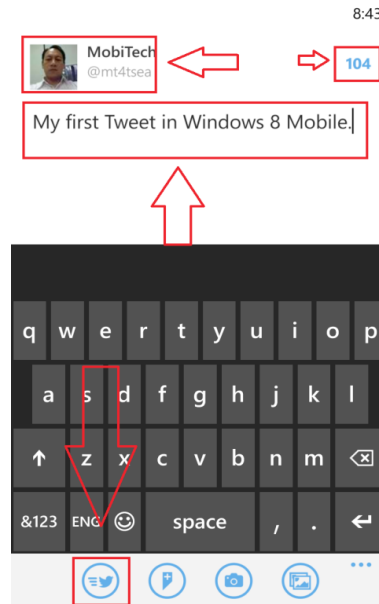 8:43
MobiTech
@mt4tsea
104
My first Tweet in Windows 8 Mobile.
q w e r t y u i o p
a s d f g h j k l
z x c v b n m
&123 ENG space , .